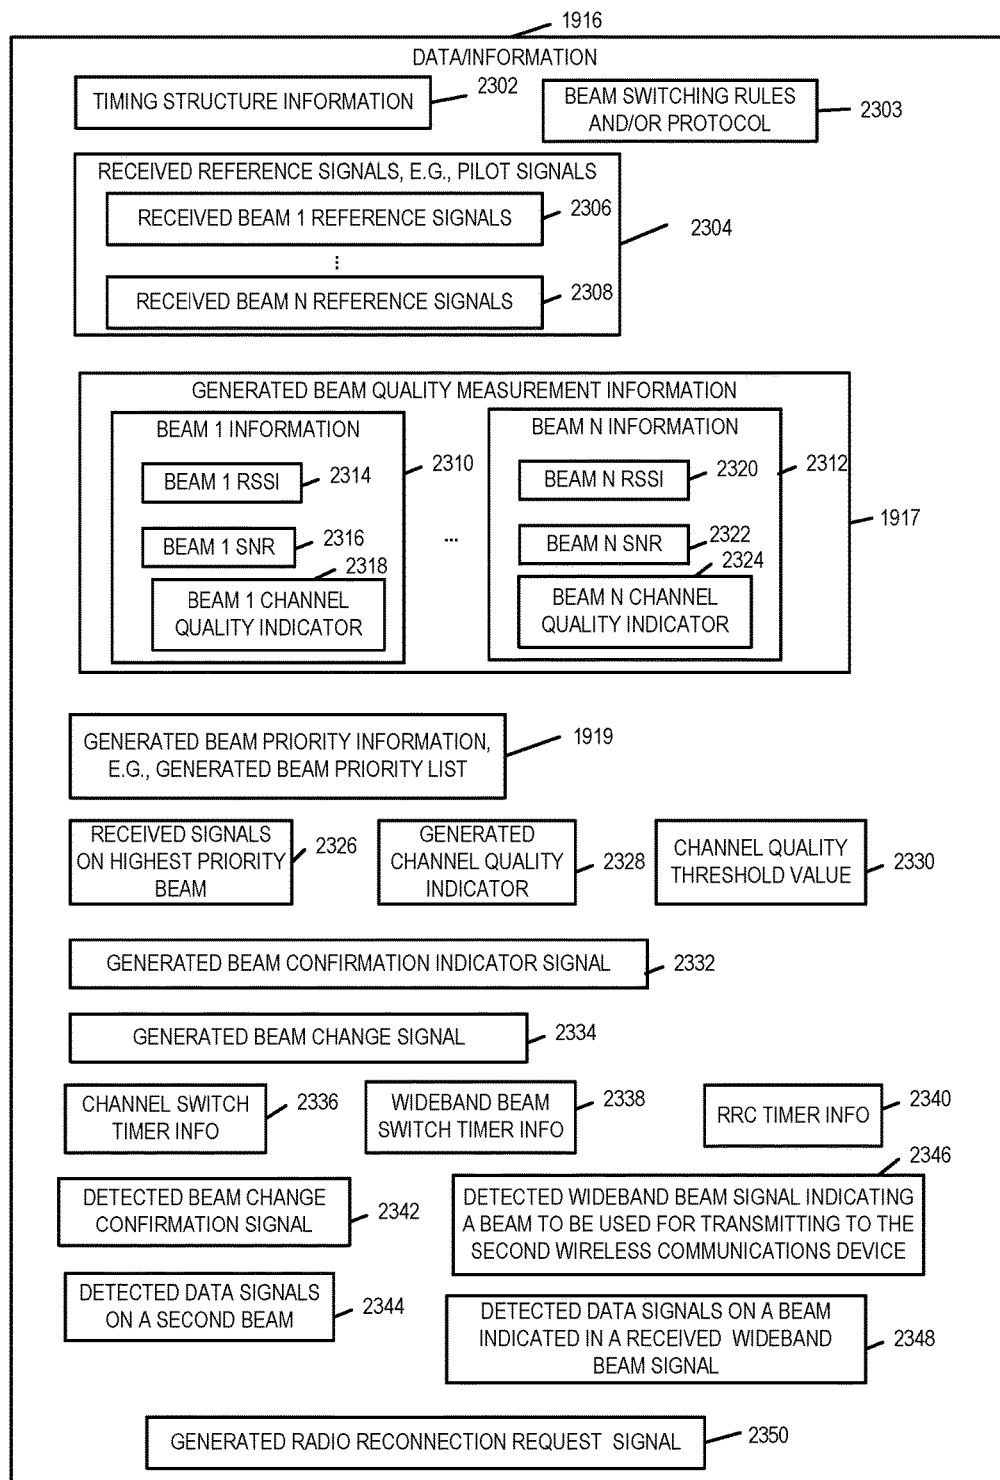 1916
DATA/INFORMATION
TIMING STRUCTURE INFORMATION
2302
BEAM SWITCHING RULES
AND/OR PROTOCOL
2303
RECEIVED REFERENCE SIGNALS, E.G., PILOT SIGNALS
RECEIVED BEAM 1 REFERENCE SIGNALS
2306
2304
...
RECEIVED BEAM N REFERENCE SIGNALS
2308
GENERATED BEAM QUALITY MEASUREMENT INFORMATION
BEAM 1 INFORMATION
2310
BEAM 1 RSSI
2314
BEAM 1 SNR
2316
2318
BEAM 1 CHANNEL
QUALITY INDICATOR
...
BEAM N INFORMATION
2312
BEAM N RSSI
2320
BEAM N SNR
2322
2324
BEAM N CHANNEL
QUALITY INDICATOR
1917
GENERATED BEAM PRIORITY INFORMATION,
E.G., GENERATED BEAM PRIORITY LIST
1919
RECEIVED SIGNALS
ON HIGHEST PRIORITY
BEAM
2326
GENERATED
CHANNEL QUALITY
INDICATOR
2328
CHANNEL QUALITY
THRESHOLD VALUE
2330
GENERATED BEAM CONFIRMATION INDICATOR SIGNAL
2332
GENERATED BEAM CHANGE SIGNAL
2334
CHANNEL SWITCH
TIMER INFO
2336
WIDEBAND BEAM
SWITCH TIMER INFO
2338
RRC TIMER INFO
2340
DETECTED BEAM CHANGE
CONFIRMATION SIGNAL
2342
2346
DETECTED WIDEBAND BEAM SIGNAL INDICATING
A BEAM TO BE USED FOR TRANSMITTING TO THE
SECOND WIRELESS COMMUNICATIONS DEVICE
DETECTED DATA SIGNALS
ON A SECOND BEAM
2344
DETECTED DATA SIGNALS ON A BEAM
INDICATED IN A RECEIVED WIDEBAND
BEAM SIGNAL
2348
GENERATED RADIO RECONNECTION REQUEST SIGNAL
2350